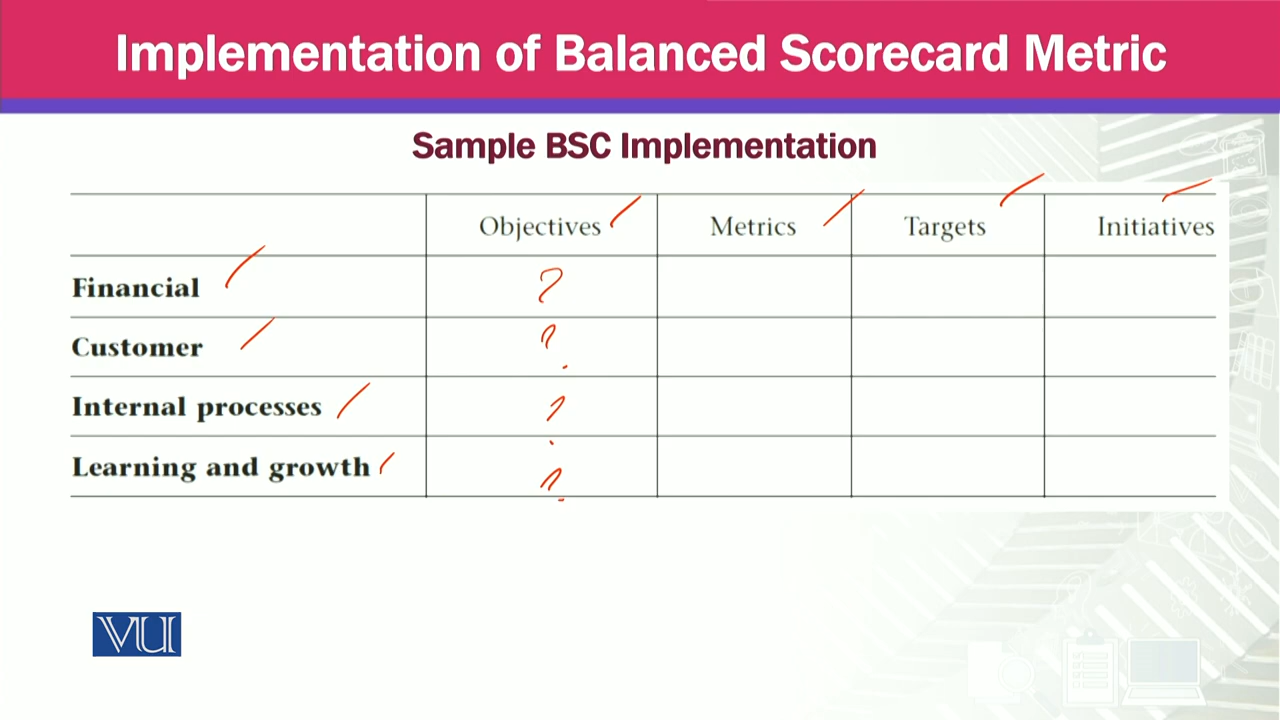 Implementation of Balanced Scorecard Metric
Sample BSC Implementation
Objectives Metrics Targets Initiatives
Financial ?
Customer ?
Internal processes ?
Learning and growth ?
VU